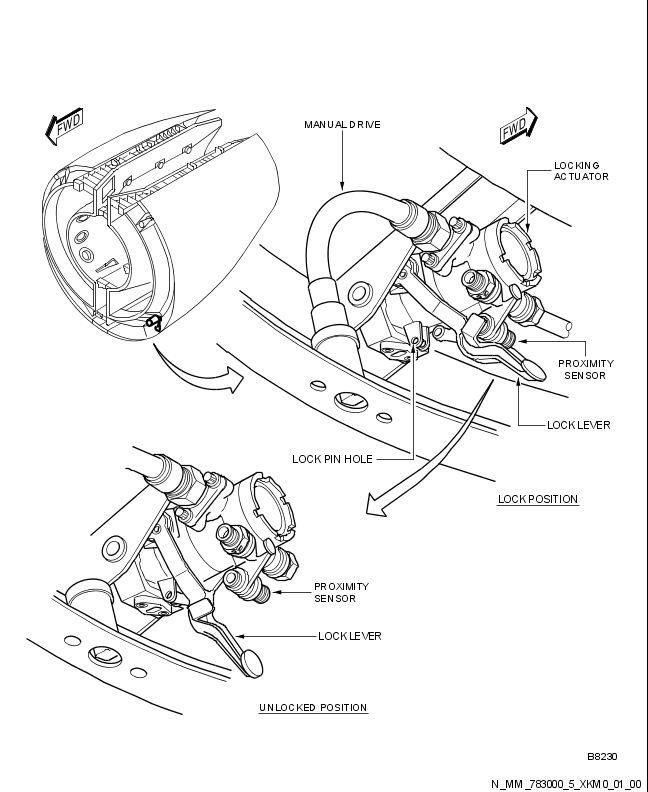 FWD
FWD
MANUAL DRIVE
LOCKING
ACTUATOR
PROXIMITY
SENSOR
LOCK LEVER
LOCK PIN HOLE
LOCK POSITION
PROXIMITY
SENSOR
LOCK LEVER
UNLOCKED POSITION
B8230
N_MM_783000_5_XKM0_01_00